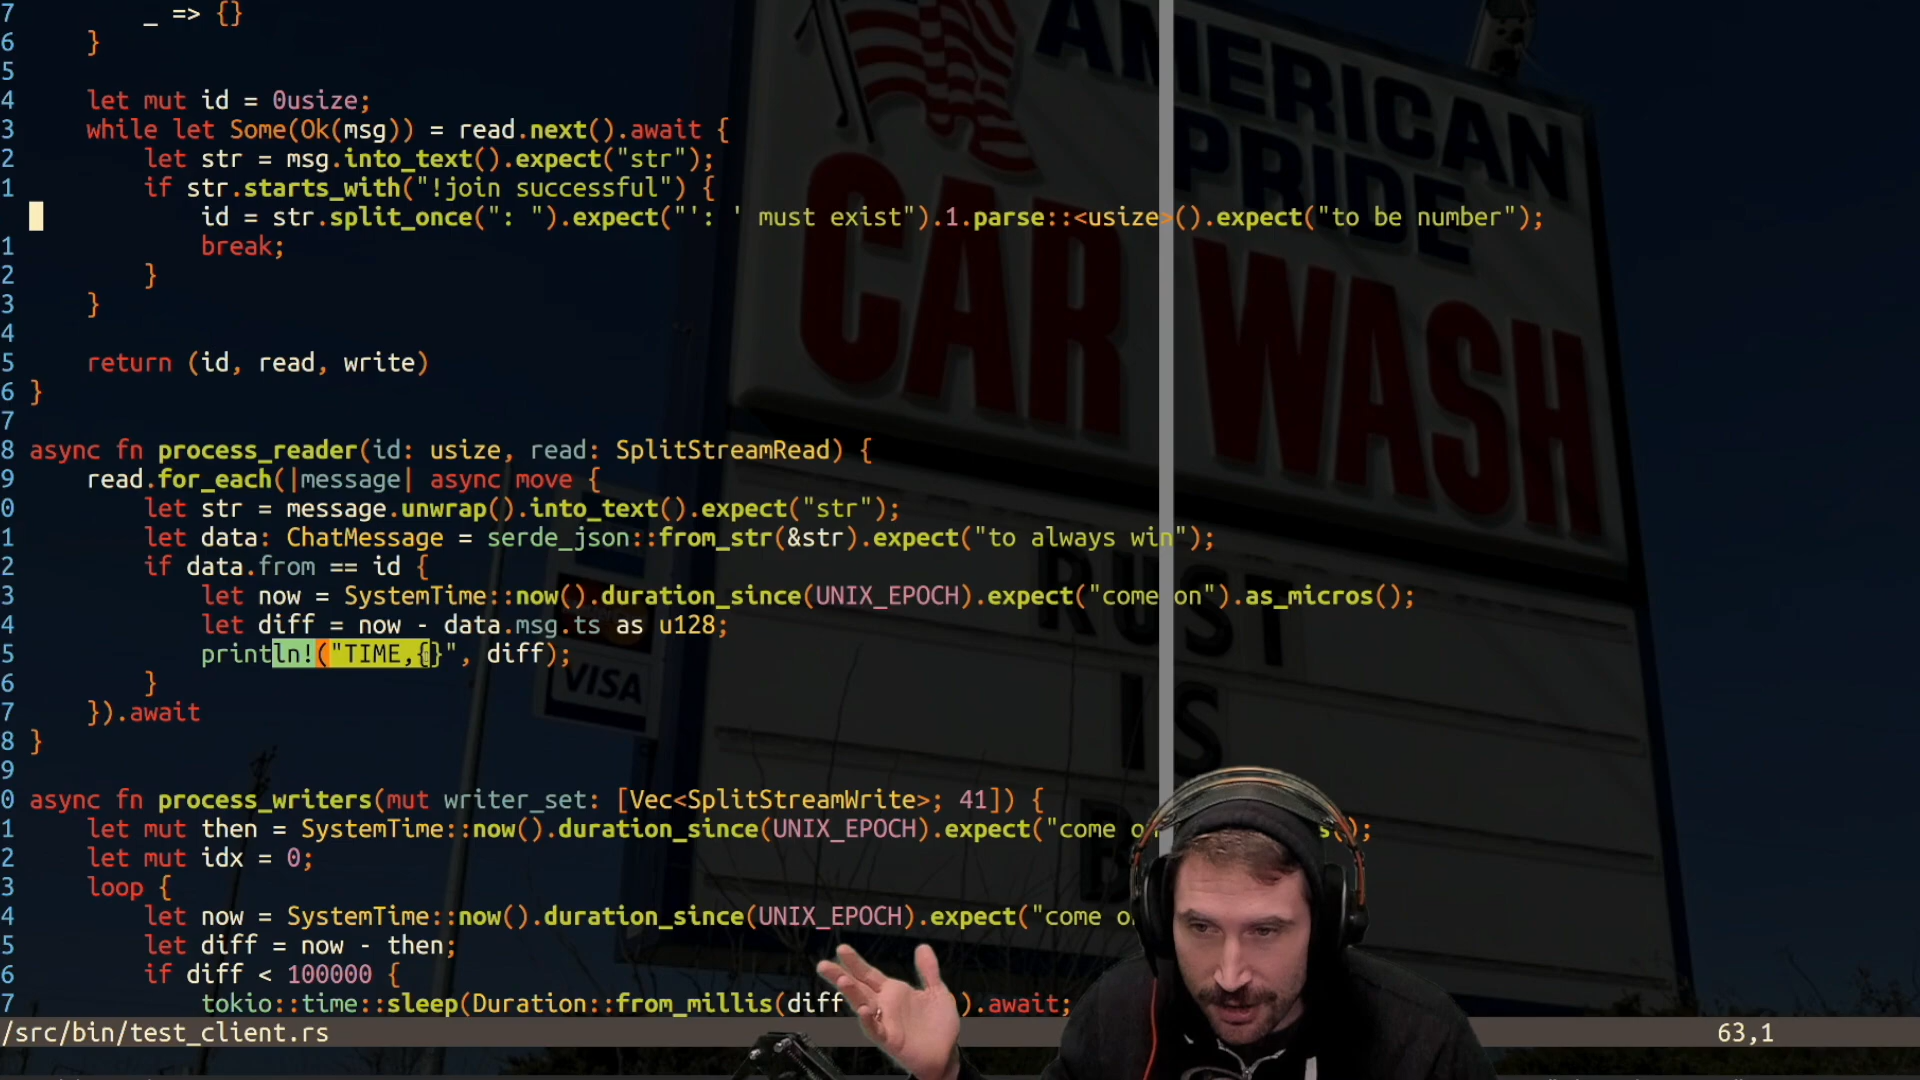 7         _ => {}
6     }
5
4     let mut id = 0usize;
3     while let Some(Ok(msg)) = read.next().await {
2         let str = msg.into_text().expect("str");
1         if str.starts_with("!join successful") {
            id = str.split_once(": ").expect("': ' must exist").1.parse::<usize>().expect("to be number");
1             break;
2         }
3     }
4
5     return (id, read, write)
6 }
7
8 async fn process_reader(id: usize, read: SplitStreamRead) {
9     read.for_each(|message| async move {
0         let str = message.unwrap().into_text().expect("str");
1         let data: ChatMessage = serde_json::from_str(&str).expect("to always win");
2         if data.from == id {
3             let now = SystemTime::now().duration_since(UNIX_EPOCH).expect("come on").as_micros();
4             let diff = now - data.msg.ts as u128;
5             println!("TIME,{}", diff);
6         }
7     }).await
8 }
9
0 async fn process_writers(mut writer_set: [Vec<SplitStreamWrite>; 41]) {
1     let mut then = SystemTime::now().duration_since(UNIX_EPOCH).expect("come o s();
2     let mut idx = 0;
3     loop {
4         let now = SystemTime::now().duration_since(UNIX_EPOCH).expect("come o
5         let diff = now - then;
6         if diff < 100000 {
7             tokio::time::sleep(Duration::from_millis(diff ).await;
/src/bin/test_client.rs 63,1
AMERICAN
PRIDE
CAR WASH
RUST
IS
VISA